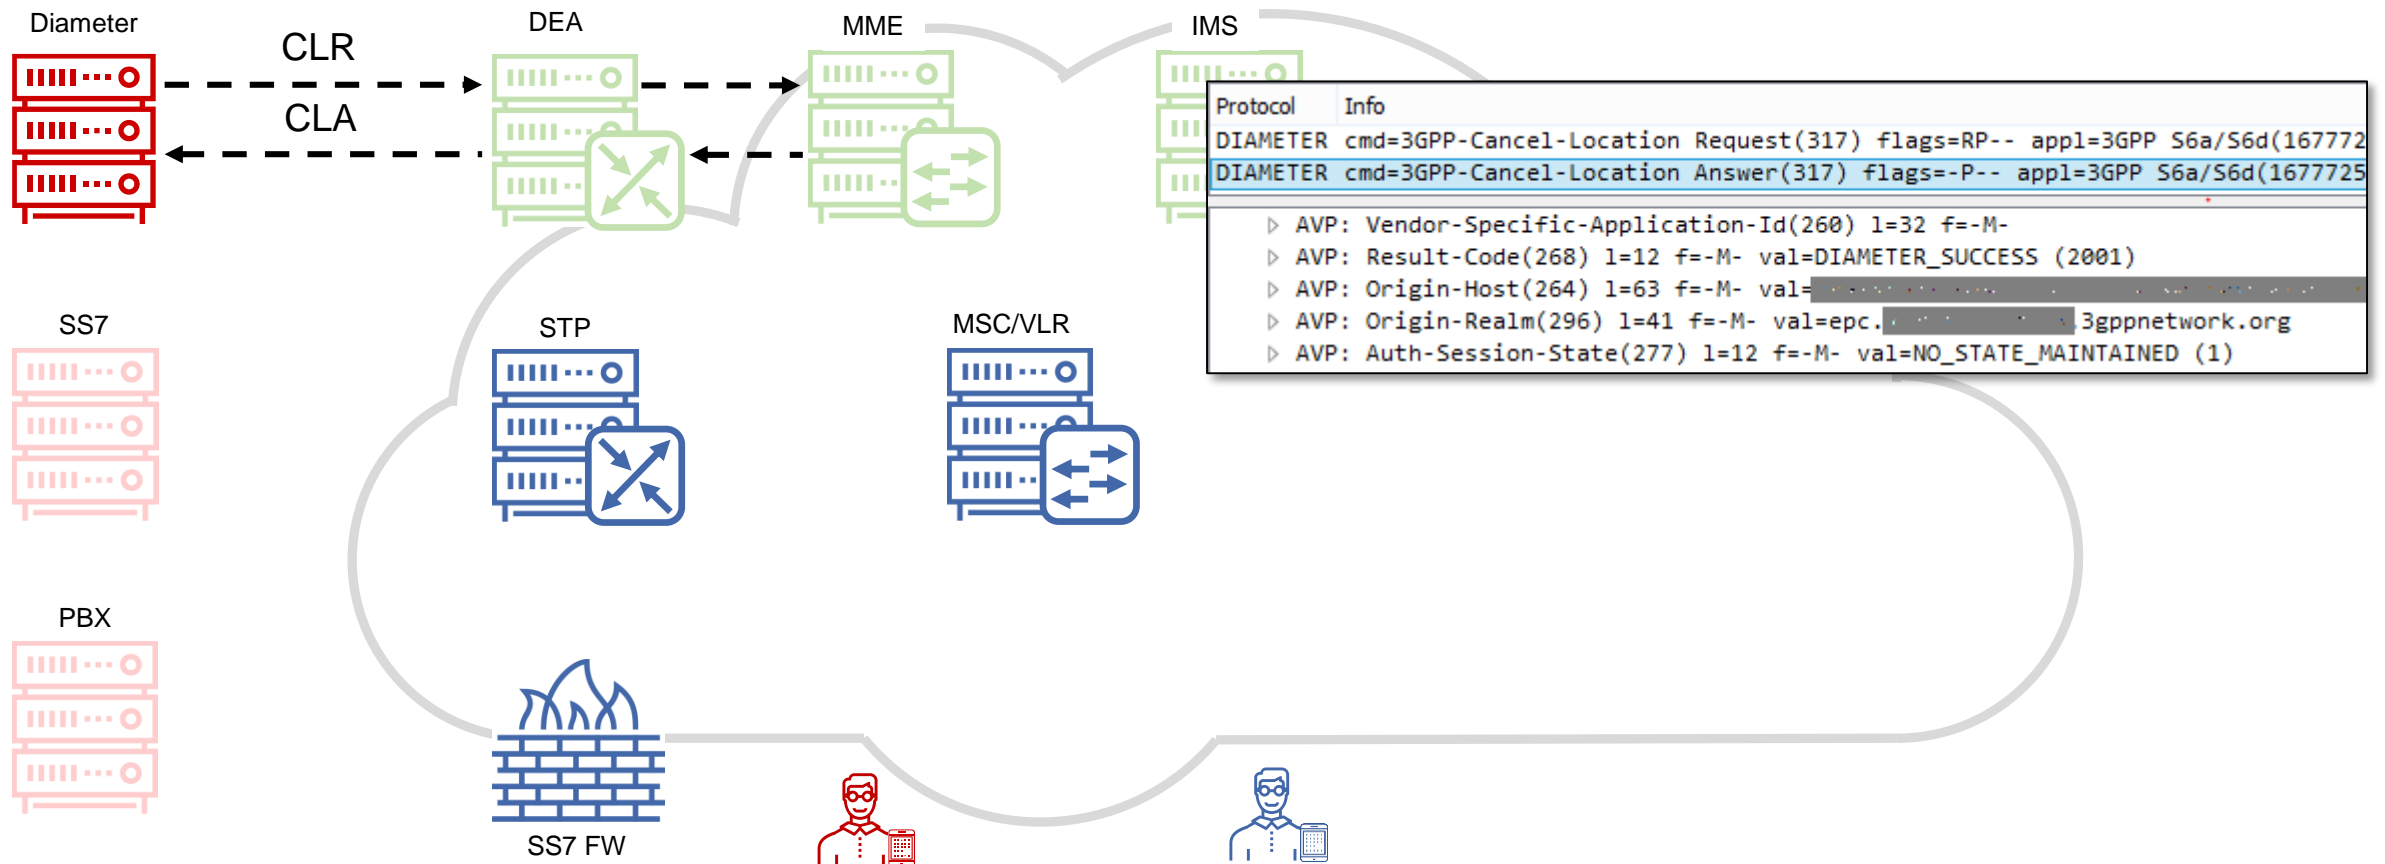 Diameter
DEA
MME
IMS
CLR
CLA
Protocol Info
DIAMETER cmd=3GPP-Cancel-Location Request(317) flags=RP-- appl=3GPP S6a/S6d(167772
DIAMETER cmd=3GPP-Cancel-Location Answer(317) flags=-P-- appl=3GPP S6a/S6d(1677725
AVP: Vendor-Specific-Application-Id(260) l=32 f=-M-
AVP: Result-Code(268) l=12 f=-M- val=DIAMETER_SUCCESS (2001)
AVP: Origin-Host(264) l=63 f=-M- val=
AVP: Origin-Realm(296) l=41 f=-M- val=epc. .3gppnetwork.org
AVP: Auth-Session-State(277) l=12 f=-M- val=NO_STATE_MAINTAINED (1)
SS7
STP
MSC/VLR
PBX
SS7 FW